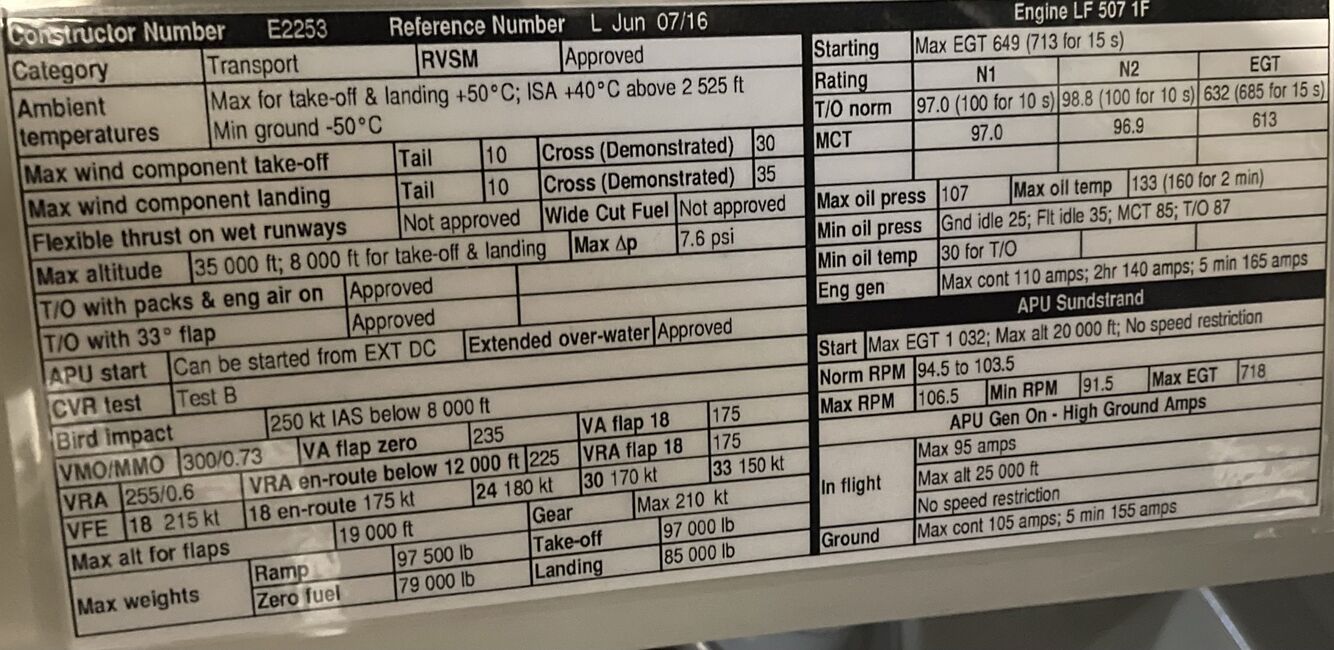 Constructor Number E2253 Reference Number L Jun 07/16
Category Transport RVSM Approved
Ambient temperatures Max for take-off & landing +50°C; ISA +40°C above 2 525 ft
Min ground -50°C
Max wind component take-off Tail 10 Cross (Demonstrated) 30
Max wind component landing Tail 10 Cross (Demonstrated) 35
Flexible thrust on wet runways Not approved Wide Cut Fuel Not approved
Max altitude 35 000 ft; 8 000 ft for take-off & landing Max Δp 7.6 psi
T/O with packs & eng air on Approved
T/O with 33° flap Approved
APU start Can be started from EXT DC Extended over-water Approved
CVR test Test B
Bird impact 250 kt IAS below 8 000 ft
VMO/MMO 300/0.73 VA flap zero 235 VA flap 18 175
VRA 255/0.6 VRA en-route below 12 000 ft 225 VRA flap 18 175
VFE 18 215 kt 18 en-route 175 kt 24 180 kt 30 170 kt 33 150 kt
Max alt for flaps 19 000 ft Gear Max 210 kt
Max weights Ramp 97 500 lb Take-off 97 000 lb
Zero fuel 79 000 lb Landing 85 000 lb
Engine LF 507 1F
Starting Max EGT 649 (713 for 15 s)
Rating N1 N2 EGT
T/O norm 97.0 (100 for 10 s) 98.8 (100 for 10 s) 632 (685 for 15 s)
MCT 97.0 96.9 613
Max oil press 107 Max oil temp 133 (160 for 2 min)
Min oil press Gnd idle 25; Flt idle 35; MCT 85; T/O 87
Min oil temp 30 for T/O
Eng gen Max cont 110 amps; 2hr 140 amps; 5 min 165 amps
APU Sundstrand
Start Max EGT 1 032; Max alt 20 000 ft; No speed restriction
Norm RPM 94.5 to 103.5
Max RPM 106.5 Min RPM 91.5 Max EGT 718
APU Gen On - High Ground Amps
In flight Max 95 amps
Max alt 25 000 ft
No speed restriction
Ground Max cont 105 amps; 5 min 155 amps